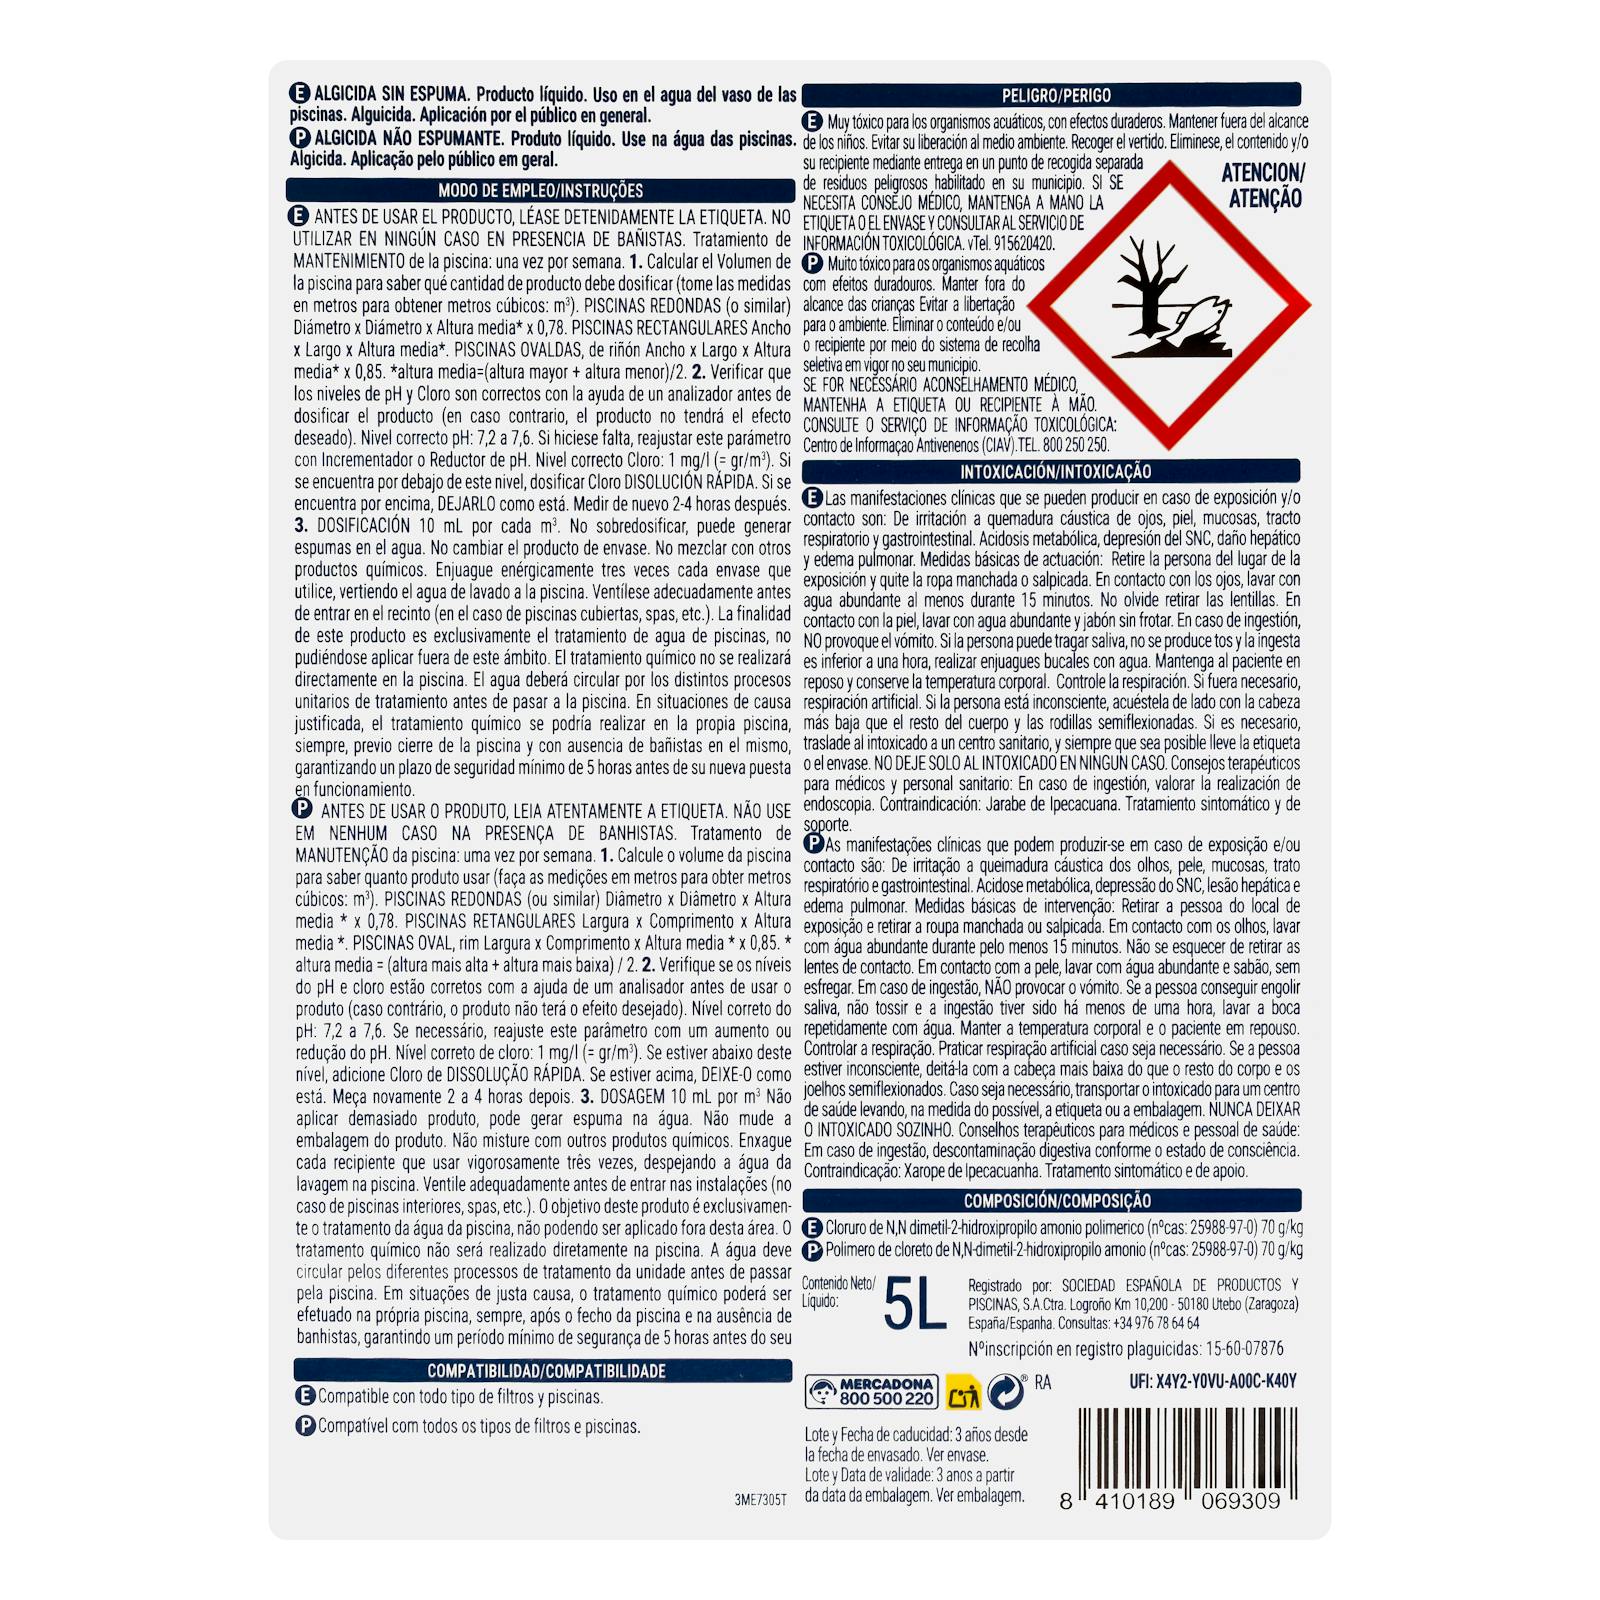 E ALGICIDA SIN ESPUMA. Producto líquido. Uso en el agua del vaso de las
piscinas. Alguicida. Aplicación por el público en general.
P ALGICIDA NÃO ESPUMANTE. Produto líquido. Use na água das piscinas.
Algicida. Aplicação pelo público em geral.
MODO DE EMPLEO/INSTRUÇÕES
E ANTES DE USAR EL PRODUCTO, LÉASE DETENIDAMENTE LA ETIQUETA. NO
UTILIZAR EN NINGÚN CASO EN PRESENCIA DE BAÑISTAS. Tratamiento de
MANTENIMIENTO de la piscina: una vez por semana. 1. Calcular el Volumen de
la piscina para saber qué cantidad de producto debe dosificar (tome las medidas
en metros para obtener metros cúbicos: m³). PISCINAS REDONDAS (o similar)
Diámetro x Diámetro x Altura media* x 0,78. PISCINAS RECTANGULARES Ancho
x Largo x Altura media*. PISCINAS OVALDAS, de riñón Ancho x Largo x Altura
media* x 0,85. *altura media=(altura mayor + altura menor)/2. 2. Verificar que
los niveles de pH y Cloro son correctos con la ayuda de un analizador antes de
dosificar el producto (en caso contrario, el producto no tendrá el efecto
deseado). Nivel correcto pH: 7,2 a 7,6. Si hiciese falta, reajustar este parámetro
con Incrementador o Reductor de pH. Nivel correcto Cloro: 1 mg/l (= gr/m³). Si
se encuentra por debajo de este nivel, dosificar Cloro DISOLUCIÓN RÁPIDA. Si se
encuentra por encima, DEJARLO como está. Medir de nuevo 2-4 horas después.
3. DOSIFICACIÓN 10 mL por cada m³. No sobredosificar, puede generar
espumas en el agua. No cambiar el producto de envase. No mezclar con otros
productos químicos. Enjuague enérgicamente tres veces cada envase que
utilice, vertiendo el agua de lavado a la piscina. Ventílese adecuadamente antes
de entrar en el recinto (en el caso de piscinas cubiertas, spas, etc.). La finalidad
de este producto es exclusivamente el tratamiento de agua de piscinas, no
pudiéndose aplicar fuera de este ámbito. El tratamiento químico no se realizará
directamente en la piscina. El agua deberá circular por los distintos procesos
unitarios de tratamiento antes de pasar a la piscina. En situaciones de causa
justificada, el tratamiento químico se podría realizar en la propia piscina,
siempre, previo cierre de la piscina y con ausencia de bañistas en el mismo,
garantizando un plazo de seguridad mínimo de 5 horas antes de su nueva puesta
en funcionamiento.
P ANTES DE USAR O PRODUTO, LEIA ATENTAMENTE A ETIQUETA. NÃO USE
EM NENHUM CASO NA PRESENÇA DE BANHISTAS. Tratamento de
MANUTENÇÃO da piscina: uma vez por semana. 1. Calcule o volume da piscina
para saber quanto produto usar (faça as medições em metros para obter metros
cúbicos: m³). PISCINAS REDONDAS (ou similar) Diâmetro x Diâmetro x Altura
media * x 0,78. PISCINAS RETANGULARES Largura x Comprimento x Altura
media *. PISCINAS OVAL, rim Largura x Comprimento x Altura media * x 0,85. *
altura media = (altura mais alta + altura mais baixa) / 2. 2. Verifique se os níveis
do pH e cloro estão corretos com a ajuda de um analisador antes de usar o
produto (caso contrário, o produto não terá o efeito desejado). Nível correto do
pH: 7,2 a 7,6. Se necessário, reajuste este parâmetro com um aumento ou
redução do pH. Nível correto de cloro: 1 mg/l (= gr/m³). Se estiver abaixo deste
nível, adicione Cloro de DISSOLUÇÃO RÁPIDA. Se estiver acima, DEIXE-O como
está. Meça novamente 2 a 4 horas depois. 3. DOSAGEM 10 mL por m³ Não
aplicar demasiado produto, pode gerar espuma na água. Não mude a
embalagem do produto. Não misture com outros produtos químicos. Enxague
cada recipiente que usar vigorosamente três vezes, despejando a água da
lavagem na piscina. Ventile adequadamente antes de entrar nas instalações (no
caso de piscinas interiores, spas, etc.). O objetivo deste produto é exclusivamen-
te o tratamento da água da piscina, não podendo ser aplicado fora desta área. O
tratamento químico não será realizado diretamente na piscina. A água deve
circular pelos diferentes processos de tratamento da unidade antes de passar
pela piscina. Em situações de justa causa, o tratamento químico poderá ser
efetuado na própria piscina, sempre, após o fecho da piscina e na ausência de
banhistas, garantindo um período mínimo de segurança de 5 horas antes do seu
COMPATIBILIDAD/COMPATIBILIDADE
E Compatible con todo tipo de filtros y piscinas.
P Compatível com todos os tipos de filtros e piscinas.
3ME7305T
PELIGRO/PERIGO
E Muy tóxico para los organismos acuáticos, con efectos duraderos. Mantener fuera del alcance
de los niños. Evitar su liberación al medio ambiente. Recoger el vertido. Eliminese, el contenido y/o
su recipiente mediante entrega en un punto de recogida separada
de residuos peligrosos habilitado en su municipio. SI SE
NECESITA CONSEJO MÉDICO, MANTENGA A MANO LA
ETIQUETA O EL ENVASE Y CONSULTAR AL SERVICIO DE
INFORMACIÓN TOXICOLÓGICA. vTel. 915620420.
P Muito tóxico para os organismos aquáticos
com efeitos duradouros. Manter fora do
alcance das crianças Evitar a libertação
para o ambiente. Eliminar o conteúdo e/ou
o recipiente por meio do sistema de recolha
seletiva em vigor no seu município.
SE FOR NECESSÁRIO ACONSELHAMENTO MÉDICO,
MANTENHA A ETIQUETA OU RECIPIENTE À MÃO.
CONSULTE O SERVIÇO DE INFORMAÇÃO TOXICOLÓGICA:
Centro de Informaçao Antivenenos (CIAV).TEL. 800 250 250.
ATENCION/
ATENÇÃO
INTOXICACIÓN/INTOXICAÇÃO
E Las manifestaciones clínicas que se pueden producir en caso de exposición y/o
contacto son: De irritación a quemadura cáustica de ojos, piel, mucosas, tracto
respiratorio y gastrointestinal. Acidosis metabólica, depresión del SNC, daño hepático
y edema pulmonar. Medidas básicas de actuación: Retire la persona del lugar de la
exposición y quite la ropa manchada o salpicada. En contacto con los ojos, lavar con
agua abundante al menos durante 15 minutos. No olvide retirar las lentillas. En
contacto con la piel, lavar con agua abundante y jabón sin frotar. En caso de ingestión,
NO provoque el vómito. Si la persona puede tragar saliva, no se produce tos y la ingesta
es inferior a una hora, realizar enjuagues bucales con agua. Mantenga al paciente en
reposo y conserve la temperatura corporal. Controle la respiración. Si fuera necesario,
respiración artificial. Si la persona está inconsciente, acuéstela de lado con la cabeza
más baja que el resto del cuerpo y las rodillas semiflexionadas. Si es necesario,
traslade al intoxicado a un centro sanitario, y siempre que sea posible lleve la etiqueta
o el envase. NO DEJE SOLO AL INTOXICADO EN NINGUN CASO. Consejos terapéuticos
para médicos y personal sanitario: En caso de ingestión, valorar la realización de
endoscopia. Contraindicación: Jarabe de Ipecacuana. Tratamiento sintomático y de
soporte.
P As manifestações clínicas que podem produzir-se em caso de exposição e/ou
contacto são: De irritação a queimadura cáustica dos olhos, pele, mucosas, trato
respiratório e gastrointestinal. Acidose metabólica, depressão do SNC, lesão hepática e
edema pulmonar. Medidas básicas de intervenção: Retirar a pessoa do local de
exposição e retirar a roupa manchada ou salpicada. Em contacto com os olhos, lavar
com água abundante durante pelo menos 15 minutos. Não se esquecer de retirar as
lentes de contacto. Em contacto com a pele, lavar com água abundante e sabão, sem
esfregar. Em caso de ingestão, NÃO provocar o vómito. Se a pessoa conseguir engolir
saliva, não tossir e a ingestão tiver sido há menos de uma hora, lavar a boca
repetidamente com água. Manter a temperatura corporal e o paciente em repouso.
Controlar a respiração. Praticar respiração artificial caso seja necessário. Se a pessoa
estiver inconsciente, deitá-la com a cabeça mais baixa do que o resto do corpo e os
joelhos semiflexionados. Caso seja necessário, transportar o intoxicado para um centro
de saúde levando, na medida do possível, a etiqueta ou a embalagem. NUNCA DEIXAR
O INTOXICADO SOZINHO. Conselhos terapêuticos para médicos e pessoal de saúde:
Em caso de ingestão, descontaminação digestiva conforme o estado de consciência.
Contraindicação: Xarope de Ipecacuanha. Tratamento sintomático e de apoio.
COMPOSICIÓN/COMPOSIÇÃO
E Cloruro de N,N dimetil-2-hidroxipropilo amonio polimerico (nºcas: 25988-97-0) 70 g/kg
P Polimero de cloreto de N,N-dimetil-2-hidroxipropilo amonio (nºcas: 25988-97-0) 70 g/kg
Contenido Neto/
Líquido:
5L
Registrado por: SOCIEDAD ESPAÑOLA DE PRODUCTOS Y
PISCINAS, S.A.Ctra. Logroño Km 10,200 - 50180 Utebo (Zaragoza)
España/Espanha. Consultas: +34 976 78 64 64
Nºinscripción en registro plaguicidas: 15-60-07876
MERCADONA
800 500 220
® RA
UFI: X4Y2-Y0VU-A00C-K40Y
Lote y Fecha de caducidad: 3 años desde
la fecha de envasado. Ver envase.
Lote y Data de validade: 3 anos a partir
da data da embalagem. Ver embalagem.
8 410189 069309